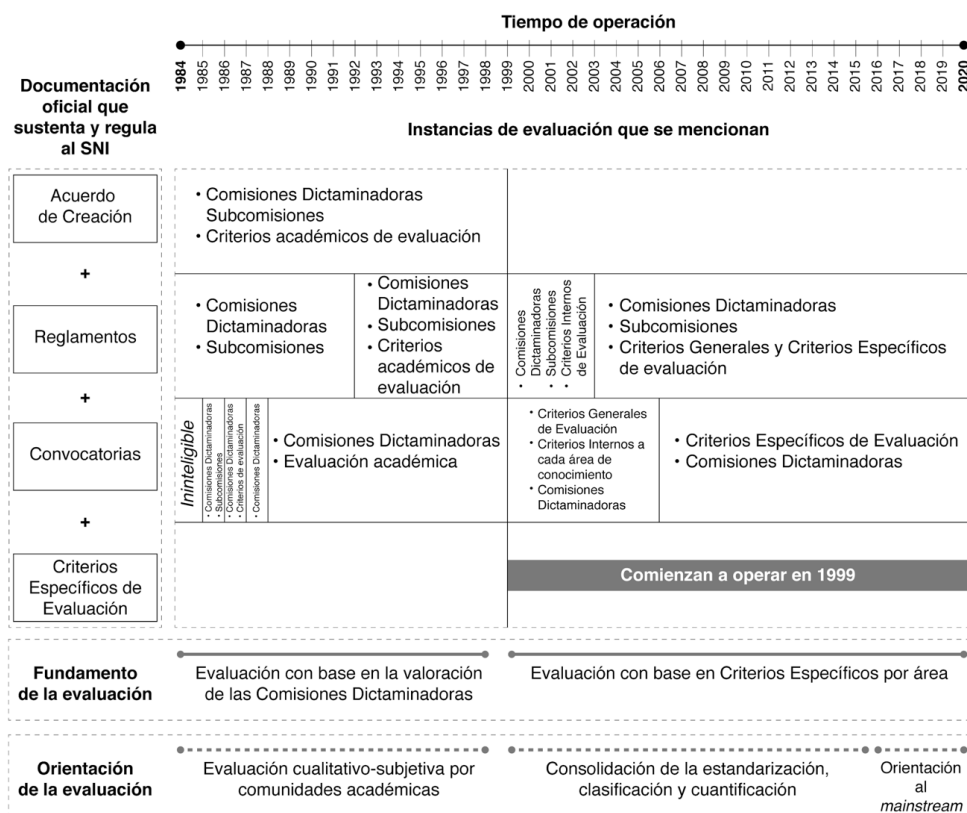 Tiempo de operación
1984 1985 1986 1987 1988 1989 1990 1991 1992 1993 1994 1995 1996 1997 1998 1999 2000 2001 2002 2003 2004 2005 2006 2007 2008 2009 2010 2011 2012 2013 2014 2015 2016 2017 2018 2019 2020
Documentación
oficial que
sustenta y regula
al SNI
Instancias de evaluación que se mencionan
Acuerdo
de Creación
• Comisiones Dictaminadoras
Subcomisiones
• Criterios académicos de evaluación
+
Reglamentos
• Comisiones
Dictaminadoras
• Subcomisiones
• Comisiones
Dictaminadoras
• Subcomisiones
• Criterios
académicos de
evaluación
• Comisiones
Dictaminadoras
• Subcomisiones
• Criterios Internos
de Evaluación
• Comisiones Dictaminadoras
• Subcomisiones
• Criterios Generales y Criterios Específicos
de evaluación
+
Convocatorias
Ininteligible
• Comisiones Dictaminadoras
• Subcomisiones
• Comisiones Dictaminadoras
• Criterios de evaluación
• Comisiones Dictaminadoras
• Comisiones Dictaminadoras
• Evaluación académica
• Criterios Generales
de Evaluación
• Criterios Internos a
cada área de
conocimiento
• Comisiones
Dictaminadoras
• Criterios Específicos de Evaluación
• Comisiones Dictaminadoras
+
Criterios
Específicos de
Evaluación
Comienzan a operar en 1999
Fundamento
de la evaluación
Evaluación con base en la valoración
de las Comisiones Dictaminadoras
Evaluación con base en Criterios Específicos por área
Orientación
de la evaluación
Evaluación cualitativo-subjetiva por
comunidades académicas
Consolidación de la estandarización,
clasificación y cuantificación
Orientación
al
mainstream